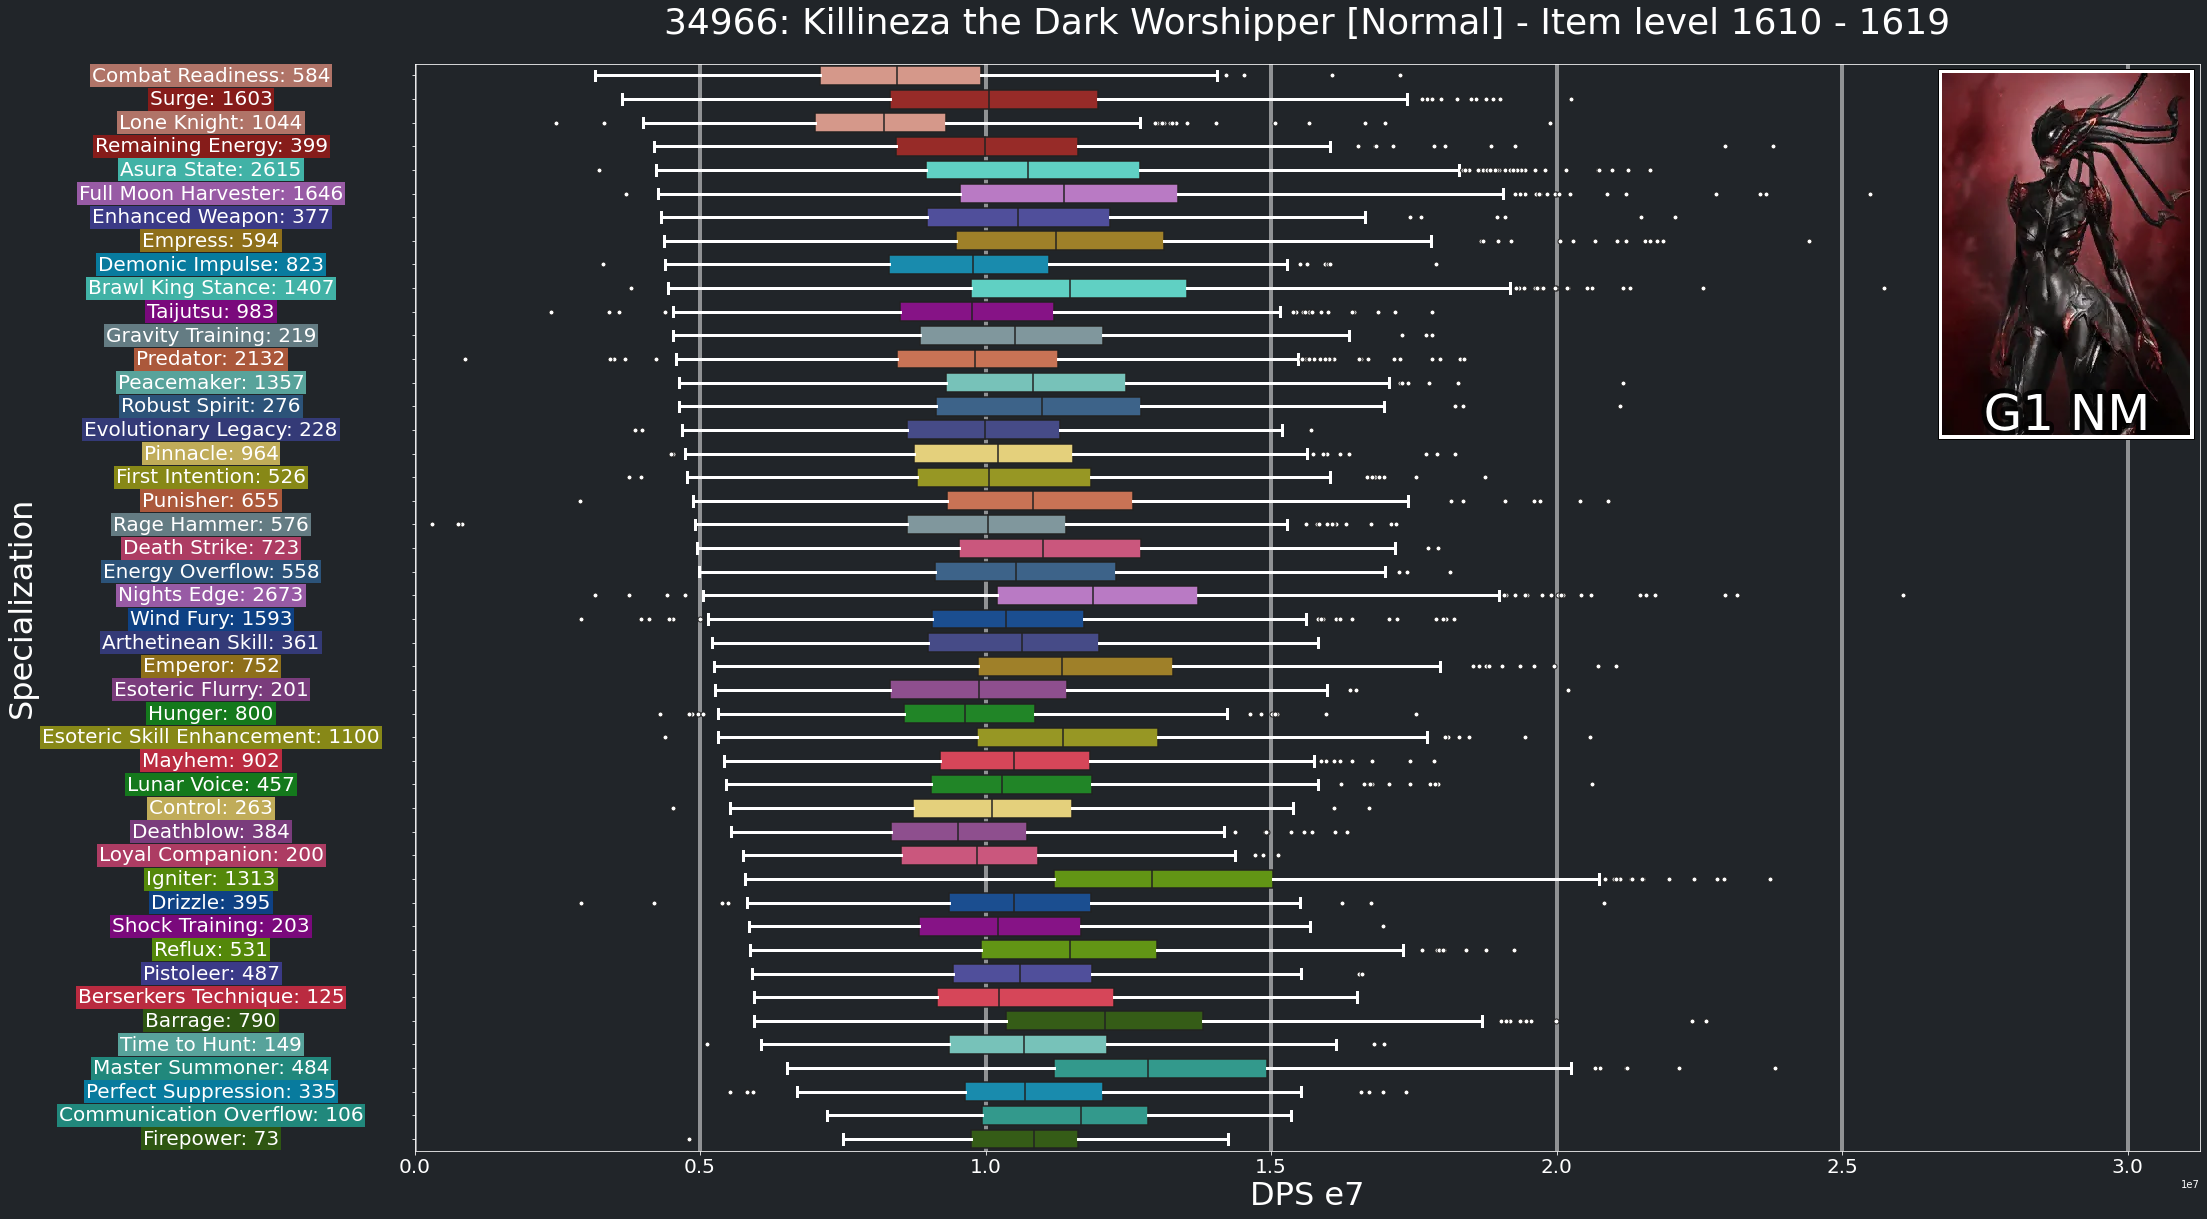 34966: Killineza the Dark Worshipper [Normal] - Item level 1610 - 1619
Combat Readiness: 584
Surge: 1603
Lone Knight: 1044
Remaining Energy: 399
Asura State: 2615
Full Moon Harvester: 1646
Enhanced Weapon: 377
Empress: 594
Demonic Impulse: 823
Brawl King Stance: 1407
Taijutsu: 983
Gravity Training: 219
Predator: 2132
Peacemaker: 1357
Robust Spirit: 276
Evolutionary Legacy: 228
Pinnacle: 964
First Intention: 526
Punisher: 655
Rage Hammer: 576
Death Strike: 723
Energy Overflow: 558
Nights Edge: 2673
Wind Fury: 1593
Arthetinean Skill: 361
Emperor: 752
Esoteric Flurry: 201
Hunger: 800
Esoteric Skill Enhancement: 1100
Mayhem: 902
Lunar Voice: 457
Control: 263
Deathblow: 384
Loyal Companion: 200
Igniter: 1313
Drizzle: 395
Shock Training: 203
Reflux: 531
Pistoleer: 487
Berserkers Technique: 125
Barrage: 790
Time to Hunt: 149
Master Summoner: 484
Perfect Suppression: 335
Communication Overflow: 106
Firepower: 73
Specialization
G1 NM
0.0 0.5 1.0 1.5 2.0 2.5 3.0
DPS e7
1e7